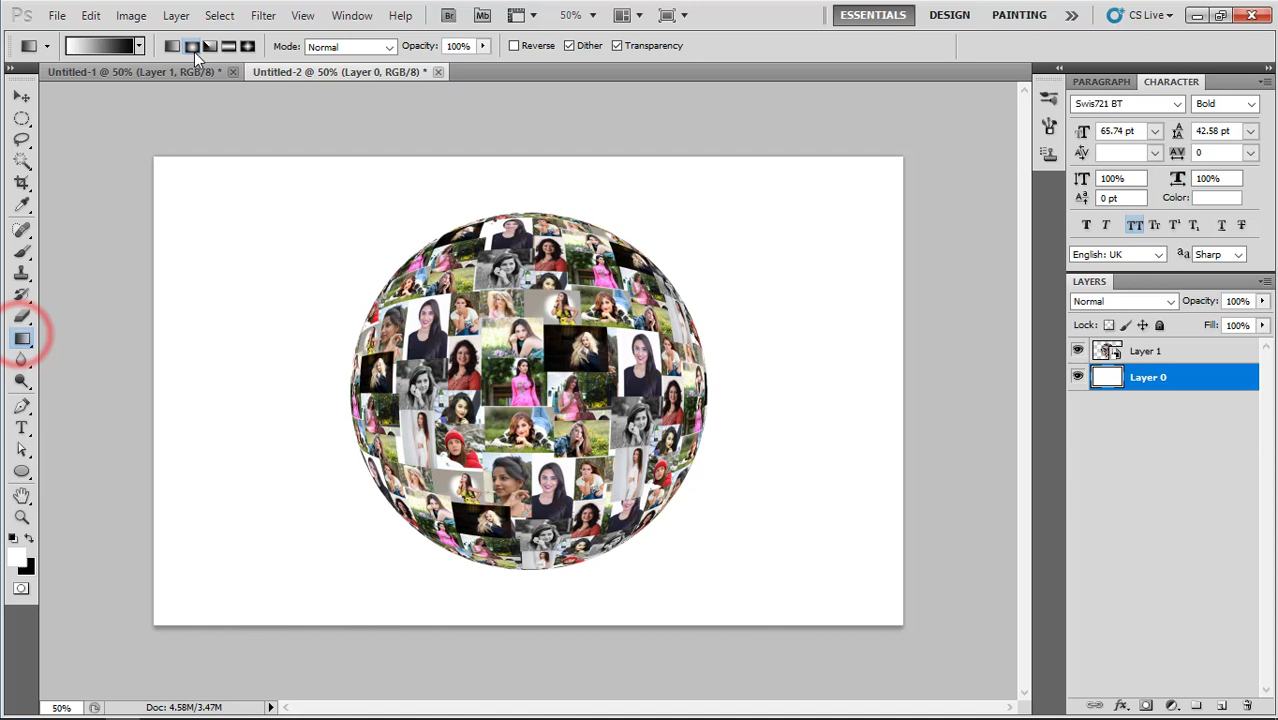 Ps File Edit Image Layer Select Filter View Window Help Br Mb 50% ESSENTIALS DESIGN PAINTING CS Live
Mode: Normal Opacity: 100% Reverse Dither Transparency
Untitled-1 @ 50% (Layer 1, RGB/8) * Untitled-2 @ 50% (Layer 0, RGB/8) *
PARAGRAPH CHARACTER
Swis721 BT Bold
65.74 pt 42.58 pt
0
100% 100%
0 pt Color:
T T TT Tr T¹ T₁ T T
English: UK aa Sharp
LAYERS
Normal Opacity: 100%
Lock: Fill: 100%
Layer 1
Layer 0
50% Doc: 4.58M/3.47M